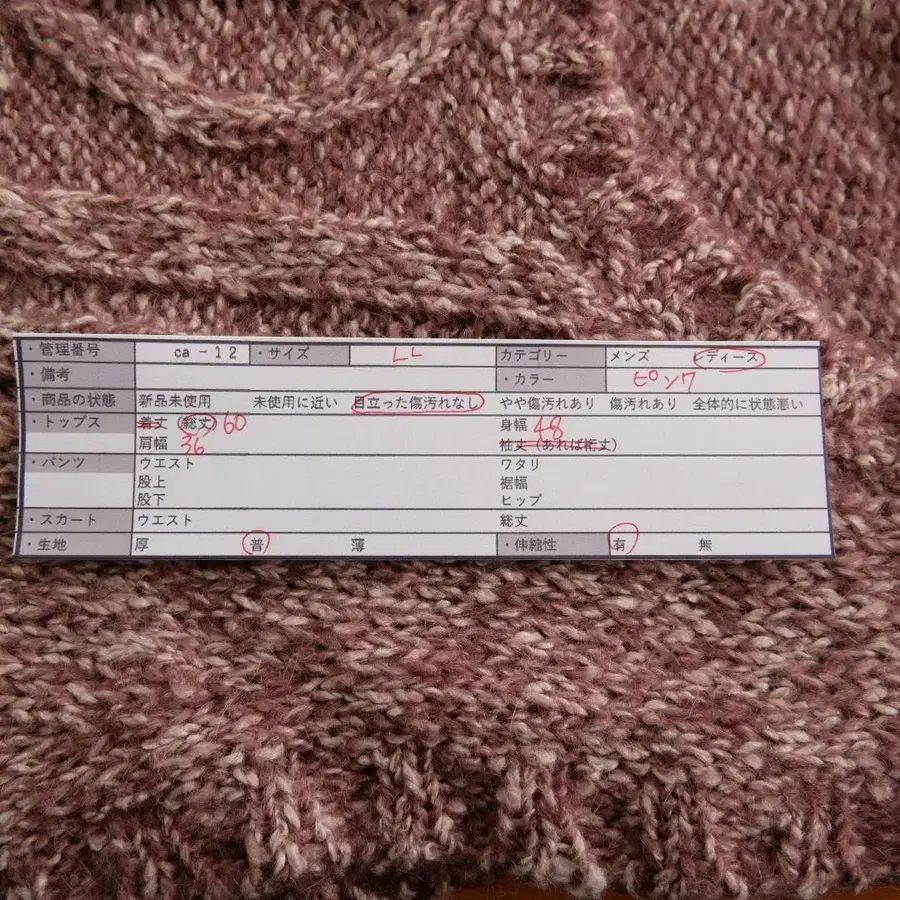 ・管理番号 ca-12 ・サイズ LL カテゴリー メンズ レディース
・備考 ・カラー ピンク
・商品の状態 新品未使用 未使用に近い 目立った傷汚れなし やや傷汚れあり 傷汚れあり 全体的に状態悪い
・トップス 着丈 (総丈) 60 身幅 48
肩幅 36 袖丈(あれば裄丈)
・パンツ ウエスト ワタリ
股上 裾幅
股下 ヒップ
・スカート ウエスト 総丈
・生地 厚 普 薄 ・伸縮性 有 無